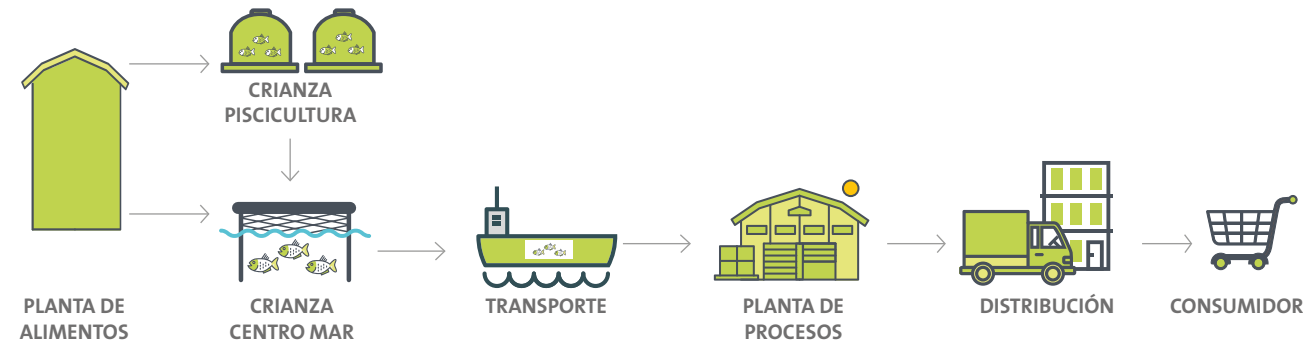 CRIANZA
PISCICULTURA
PLANTA DE
ALIMENTOS
CRIANZA
CENTRO MAR
TRANSPORTE
PLANTA DE
PROCESOS
DISTRIBUCIÓN
CONSUMIDOR